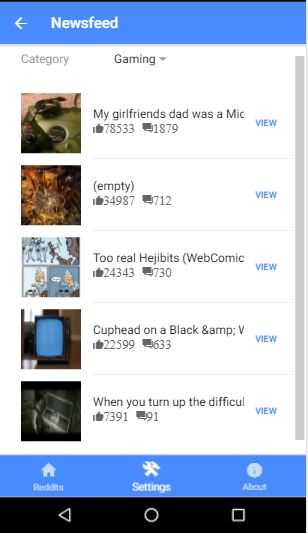 Newsfeed
Category
Gaming
My girlfriends dad was a Mic
78533 1879
VIEW
(empty)
34987 712
VIEW
Too real Hejibits (WebComic
24343 730
VIEW
Cuphead on a Black &amp; W
22599 633
VIEW
When you turn up the difficul
7391 91
VIEW
Reddits
Settings
About